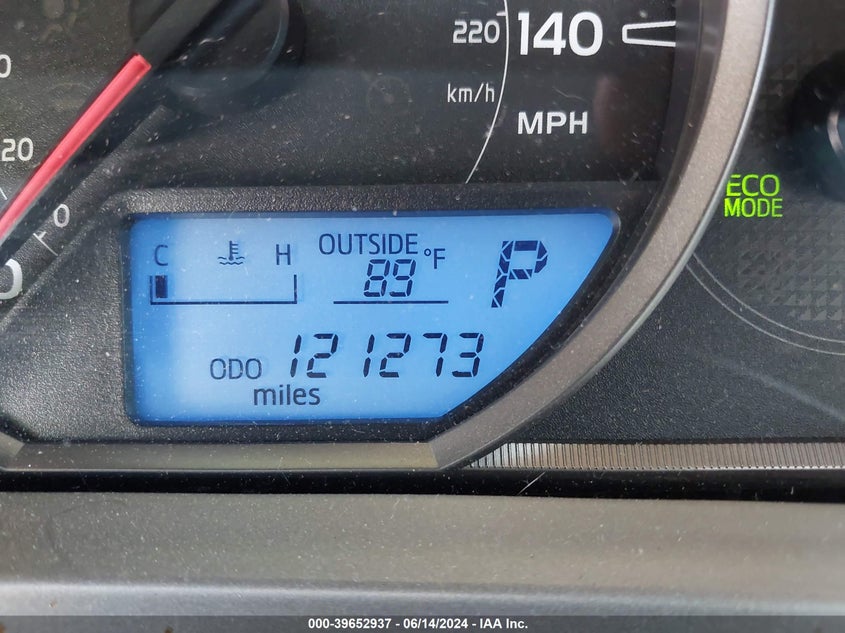 220 140
km/h
MPH
20
0
ECO
MODE
C H OUTSIDE °F P
89
ODO 121273
miles
000-39652937 - 06/14/2024 - IAA Inc.